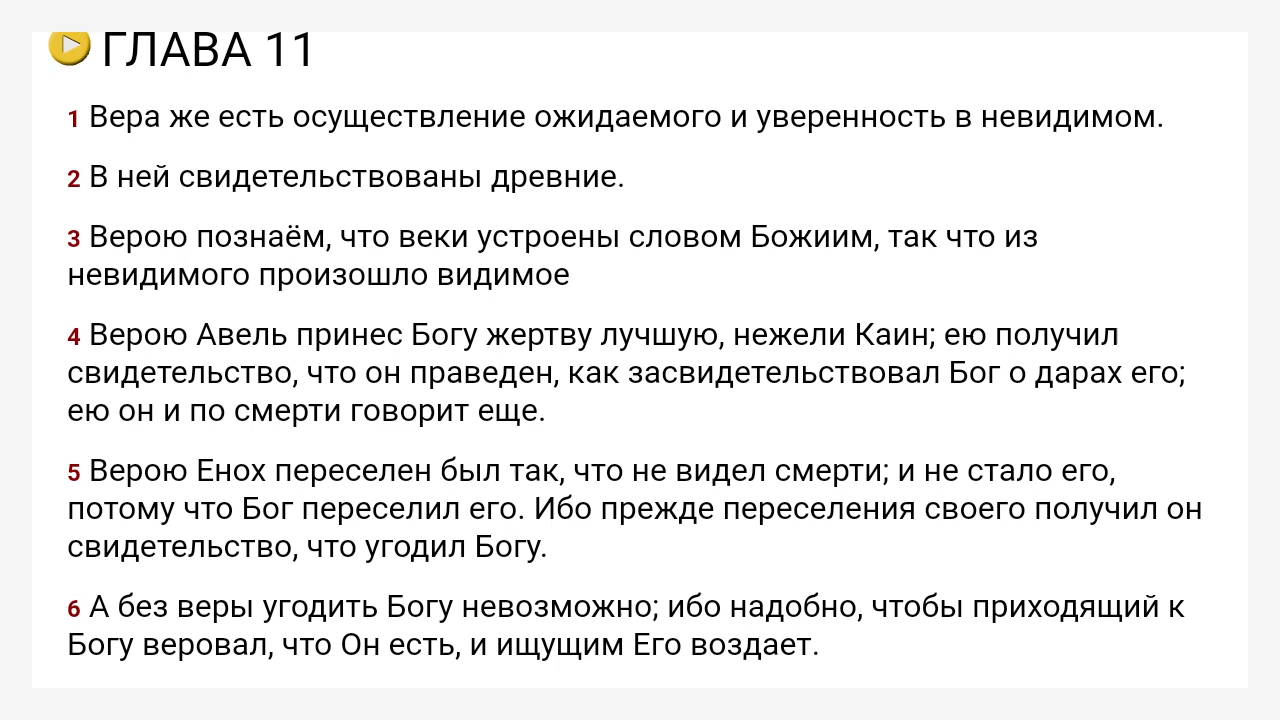 ГЛАВА 11
1 Вера же есть осуществление ожидаемого и уверенность в невидимом.
2 В ней свидетельствованы древние.
3 Верою познаём, что веки устроены словом Божиим, так что из
невидимого произошло видимое
4 Верою Авель принес Богу жертву лучшую, нежели Каин; ею получил
свидетельство, что он праведен, как засвидетельствовал Бог о дарах его;
ею он и по смерти говорит еще.
5 Верою Енох переселен был так, что не видел смерти; и не стало его,
потому что Бог переселил его. Ибо прежде переселения своего получил он
свидетельство, что угодил Богу.
6 А без веры угодить Богу невозможно; ибо надобно, чтобы приходящий к
Богу веровал, что Он есть, и ищущим Его воздает.